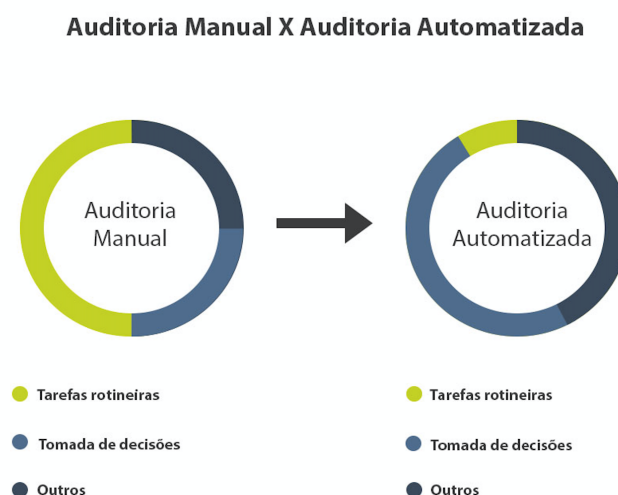 Auditoria Manual X Auditoria Automatizada
Auditoria
Manual
Auditoria
Automatizada
Tarefas rotineiras
Tomada de decisões
Outros
Tarefas rotineiras
Tomada de decisões
Outros